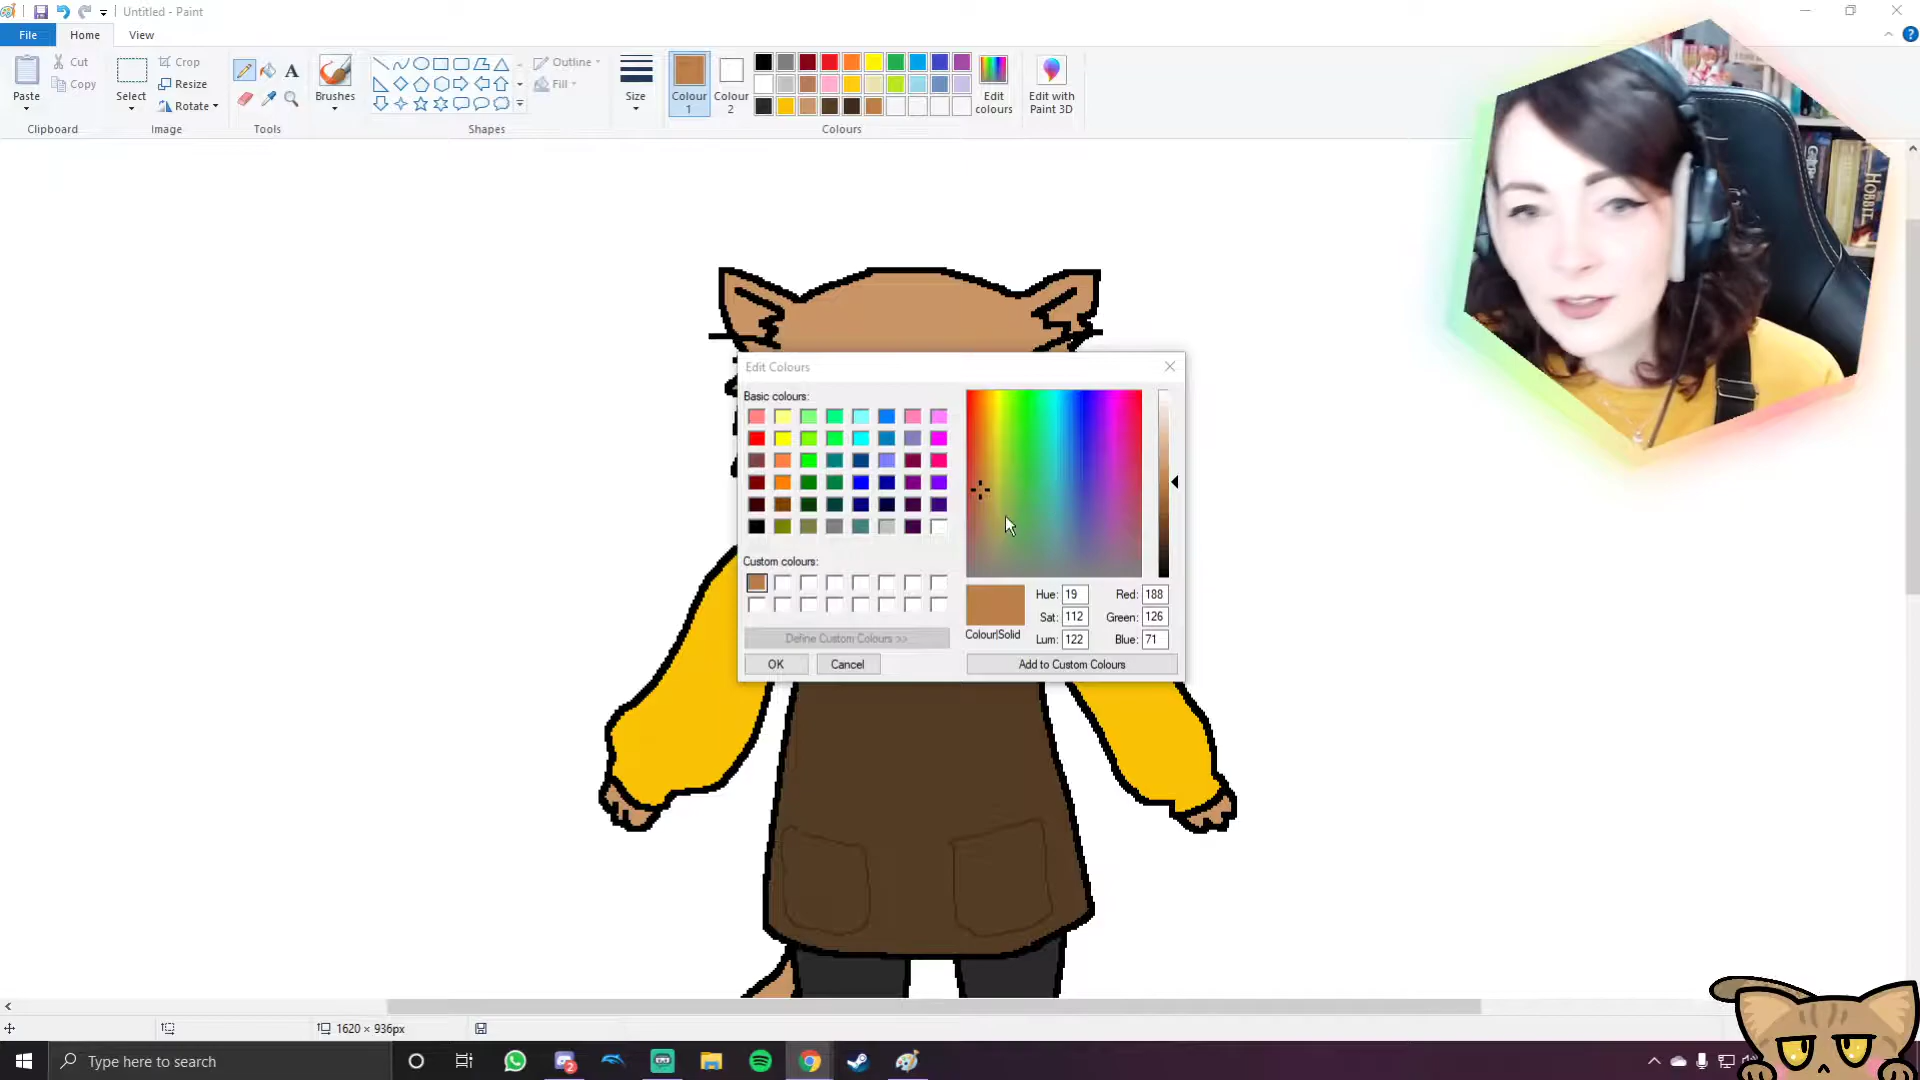 Untitled - Paint
File
Home
View
Paste
Cut
Copy
Clipboard
Select
Crop
Resize
Rotate
Image
Tools
Brushes
Shapes
Outline
Fill
Size
Colour 1
Colour 2
Edit colours
Colours
Edit with Paint 3D
HOBBIT
Edit Colours
Basic colours:
Custom colours:
Define Custom Colours >>
OK
Cancel
Colour|Solid
Hue: 19
Sat: 112
Lum: 122
Red: 188
Green: 126
Blue: 71
Add to Custom Colours
1620 × 936px
Type here to search
2